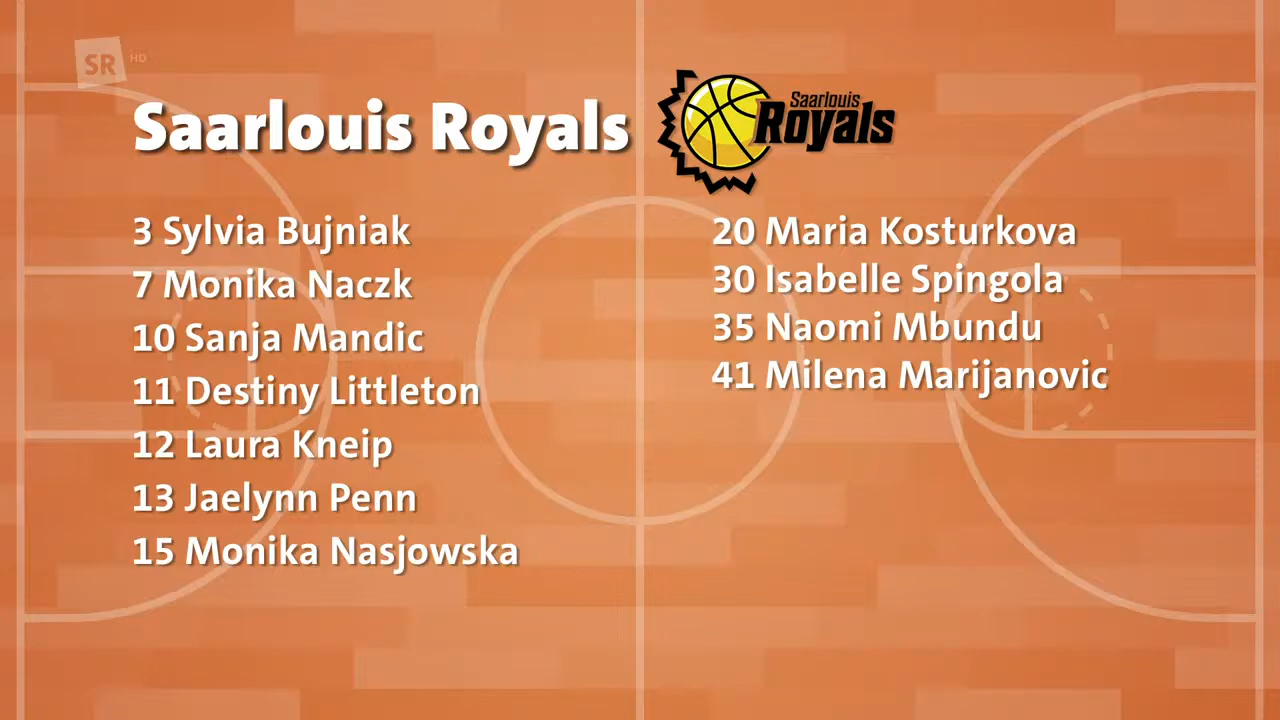 SR HD
Saarlouis Royals
Saarlouis
Royals
3 Sylvia Bujniak
7 Monika Naczk
10 Sanja Mandic
11 Destiny Littleton
12 Laura Kneip
13 Jaelynn Penn
15 Monika Nasjowska
20 Maria Kosturkova
30 Isabelle Spingola
35 Naomi Mbundu
41 Milena Marijanovic